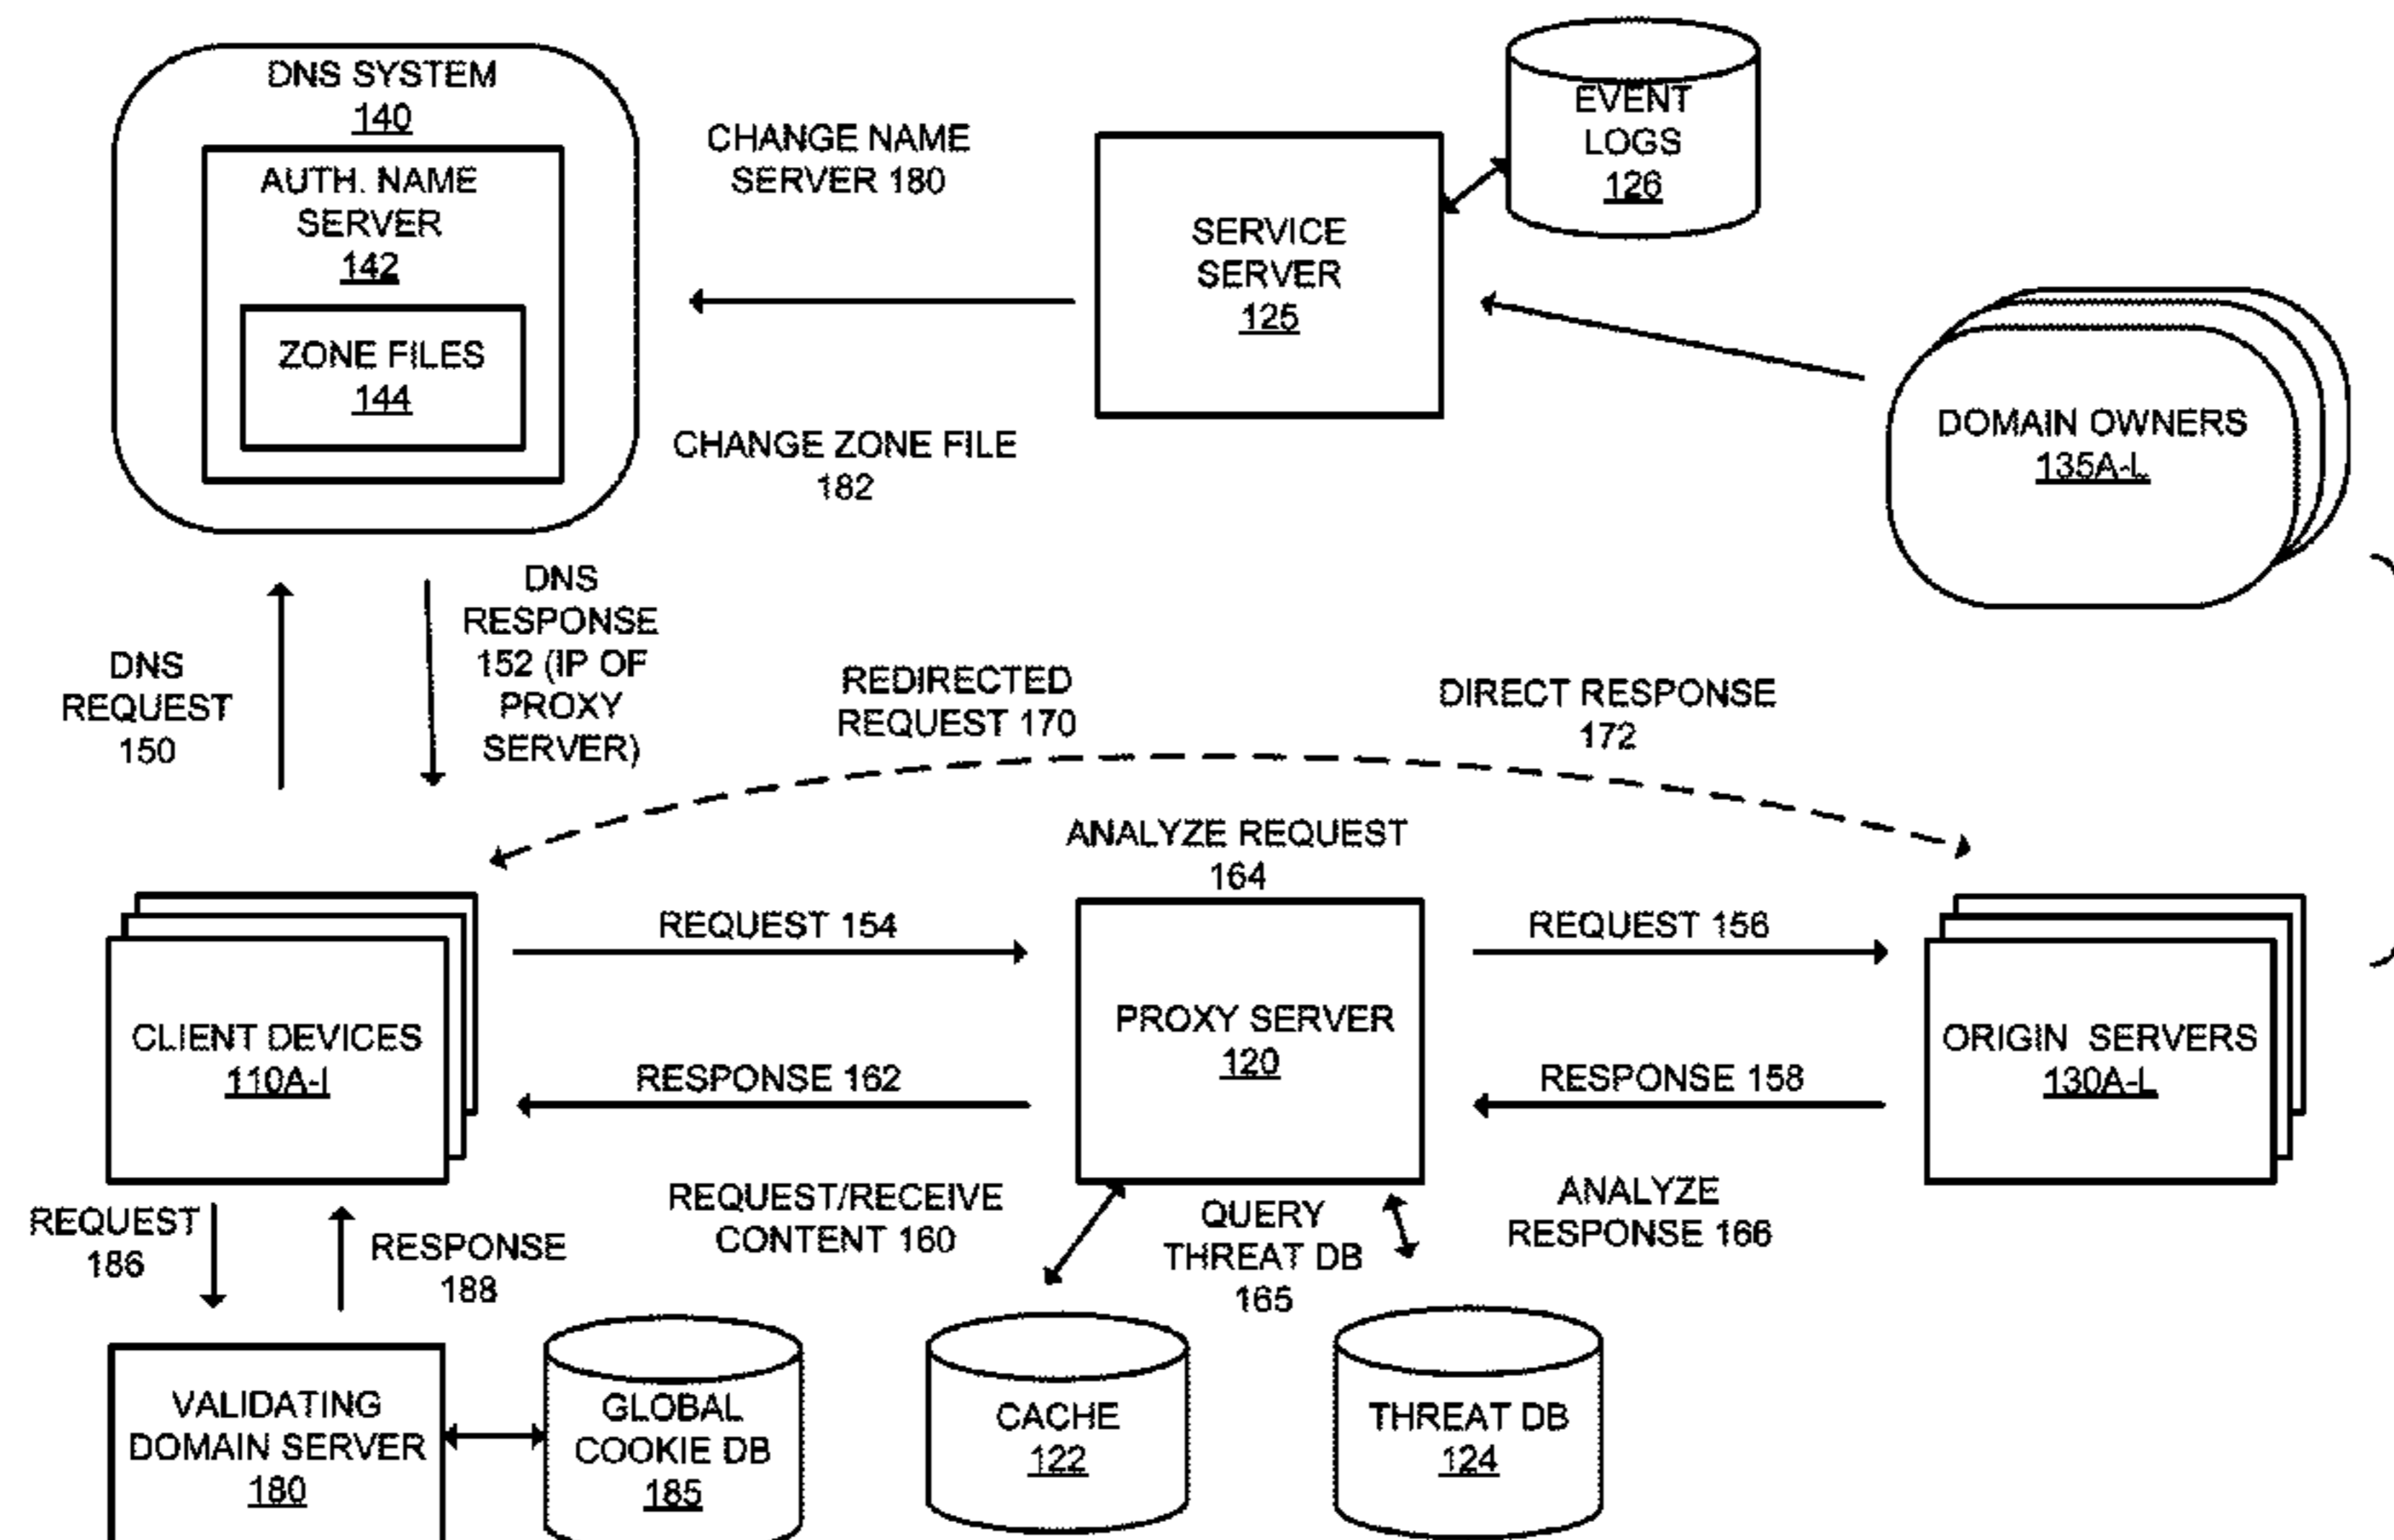 DNS SYSTEM
140
AUTH. NAME
SERVER
142
ZONE FILES
144
CHANGE NAME
SERVER 180
CHANGE ZONE FILE
182
SERVICE
SERVER
125
EVENT
LOGS
126
DOMAIN OWNERS
135A-L
DNS
REQUEST
150
DNS
RESPONSE
152 (IP OF
PROXY
SERVER)
REDIRECTED
REQUEST 170
DIRECT RESPONSE
172
ANALYZE REQUEST
164
CLIENT DEVICES
110A-I
REQUEST 154
RESPONSE 162
PROXY SERVER
120
REQUEST 156
RESPONSE 158
ORIGIN SERVERS
130A-L
REQUEST
186
RESPONSE
188
REQUEST/RECEIVE
CONTENT 160
QUERY
THREAT DB
165
ANALYZE
RESPONSE 166
VALIDATING
DOMAIN SERVER
180
GLOBAL
COOKIE DB
185
CACHE
122
THREAT DB
124